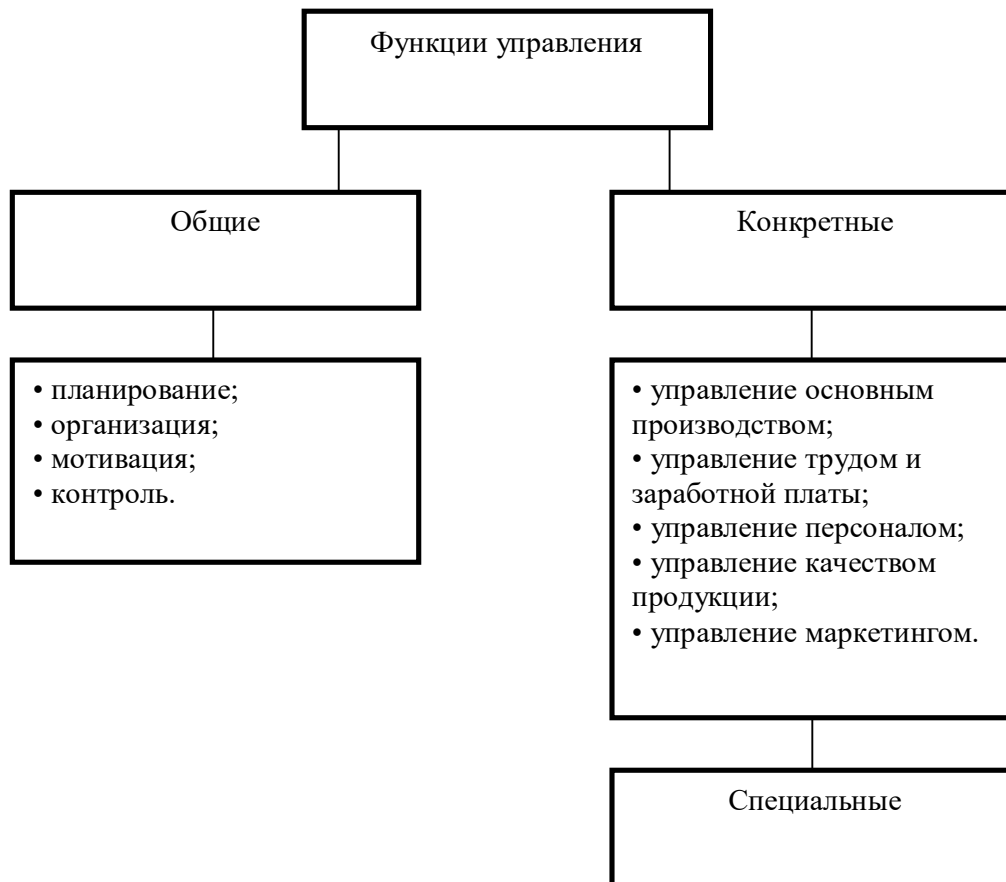 Функции управления
Общие
Конкретные
• планирование;
• организация;
• мотивация;
• контроль.
• управление основным
производством;
• управление трудом и
заработной платы;
• управление персоналом;
• управление качеством
продукции;
• управление маркетингом.
Специальные